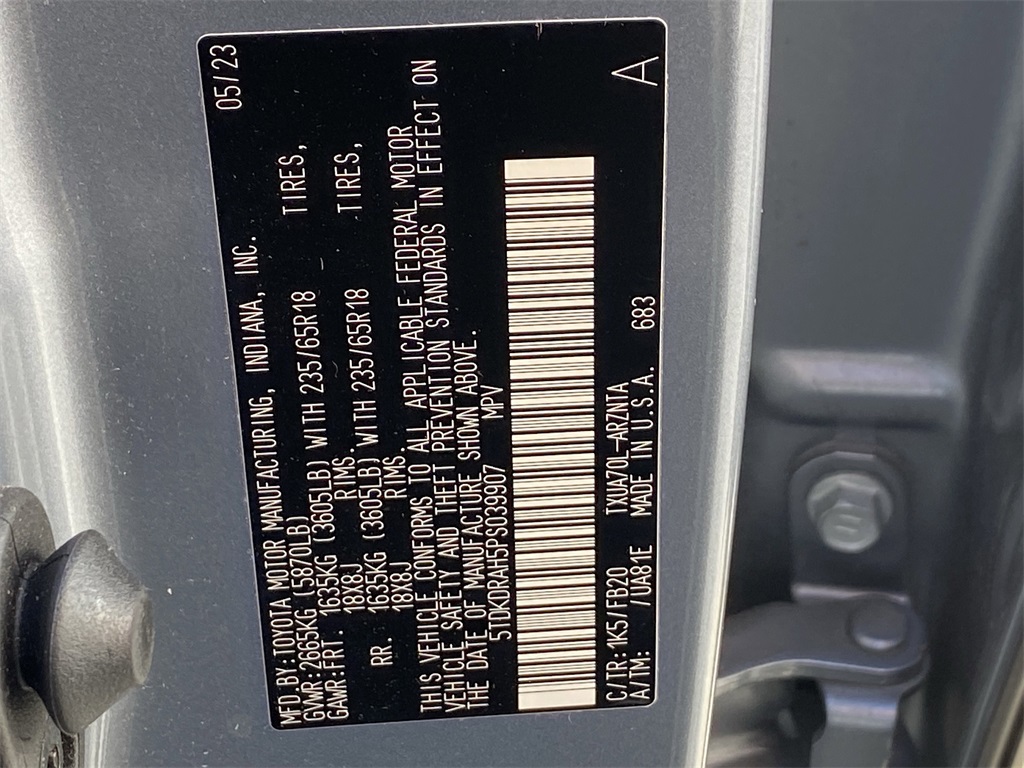 MFD.BY:TOYOTA MOTOR MANUFACTURING, INDIANA, INC. 05/23
GVWR:2665KG (5870LB)
GAWR:FRT. 1635KG (3605LB) WITH 235/65R18 TIRES,
18X8J RIMS.
RR. 1635KG (3605LB) WITH 235/65R18 TIRES,
18X8J RIMS.
THIS VEHICLE CONFORMS TO ALL APPLICABLE FEDERAL MOTOR
VEHICLE SAFETY AND THEFT PREVENTION STANDARDS IN EFFECT ON
THE DATE OF MANUFACTURE SHOWN ABOVE.
5TDKDRAH5PS039907 MPV
C/TR:1K5/FB20 TXUA70L-ARZNTA
A/TM: /UA81E MADE IN U.S.A. 683 A